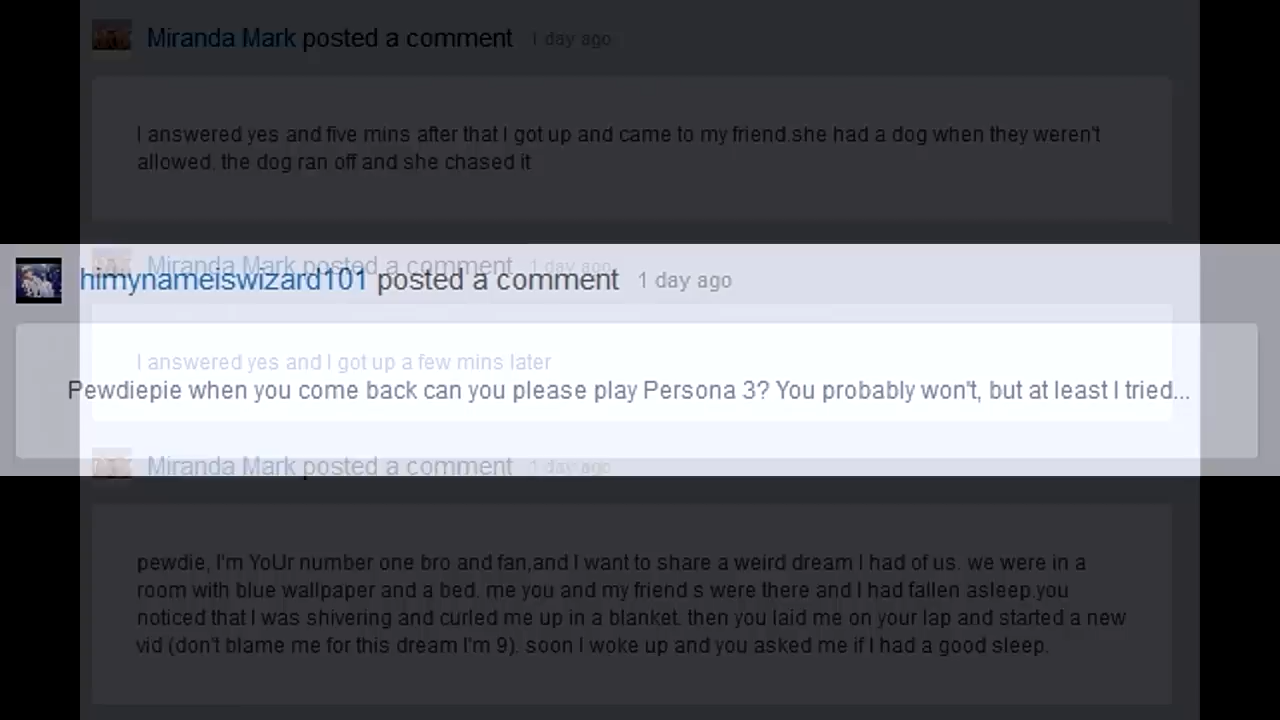 Miranda Mark posted a comment 1 day ago
I answered yes and five mins after that I got up and came to my friend.she had a dog when they weren't
allowed. the dog ran off and she chased it
Miranda Mark posted a comment 1 day ago
himynameiswizard101 posted a comment 1 day ago
I answered yes and I got up a few mins later
Pewdiepie when you come back can you please play Persona 3? You probably won't, but at least I tried...
Miranda Mark posted a comment 1 day ago
pewdie, I'm YoUr number one bro and fan,and I want to share a weird dream I had of us. we were in a
room with blue wallpaper and a bed. me you and my friend s were there and I had fallen asleep.you
noticed that I was shivering and curled me up in a blanket. then you laid me on your lap and started a new
vid (don't blame me for this dream I'm 9). soon I woke up and you asked me if I had a good sleep.